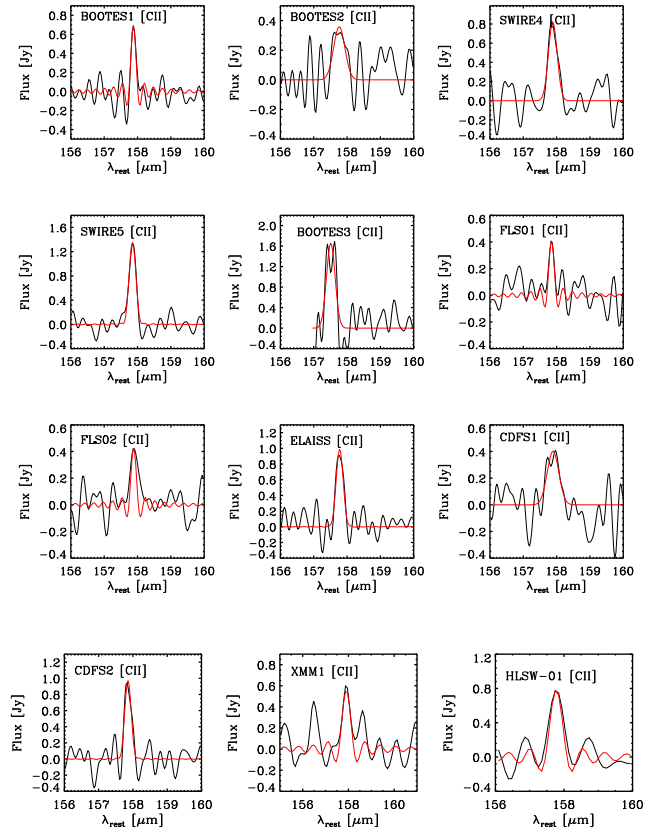 BOOTES1 [CII]
Flux [Jy]
0.8
0.6
0.4
0.2
0.0
−0.2
−0.4
156 157 158 159 160
λrest [μm]
BOOTES2 [CII]
Flux [Jy]
0.6
0.4
0.2
0.0
0.2
0.4
156 157 158 159 160
λrest [μm]
SWIRE4 [CII]
Flux [Jy]
0.8
0.6
0.4
0.2
0.0
−0.2
−0.4
156 157 158 159 160
λrest [μm]
SWIRE5 [CII]
Flux [Jy]
1.6
1.2
0.8
0.4
0.0
−0.4
156 157 158 159 160
λrest [μm]
BOOTES3 [CII]
Flux [Jy]
2.0
1.6
1.2
0.8
0.4
0.0
−0.4
156 157 158 159 160
λrest [μm]
FLS01 [CII]
Flux [Jy]
0.6
0.4
0.2
0.0
−0.2
−0.4
156 157 158 159 160
λrest [μm]
FLS02 [CII]
Flux [Jy]
0.6
0.4
0.2
0.0
−0.2
−0.4
156 157 158 159 160
λrest [μm]
ELAISS [CII]
Flux [Jy]
1.0
0.8
0.6
0.4
0.2
0.0
−0.2
−0.4
156 157 158 159 160
λrest [μm]
CDFS1 [CII]
Flux [Jy]
0.6
0.4
0.2
0.0
−0.2
−0.4
156 157 158 159 160
λrest [μm]
CDFS2 [CII]
Flux [Jy]
1.2
1.0
0.8
0.6
0.4
0.2
0.0
−0.2
−0.4
156 157 158 159 160
λrest [μm]
XMM1 [CII]
Flux [Jy]
0.8
0.6
0.4
0.2
0.0
−0.2
−0.4
156 158 160
λrest [μm]
HLSW−01 [CII]
Flux [Jy]
1.2
0.8
0.4
0.0
−0.4
156 158 160
λrest [μm]